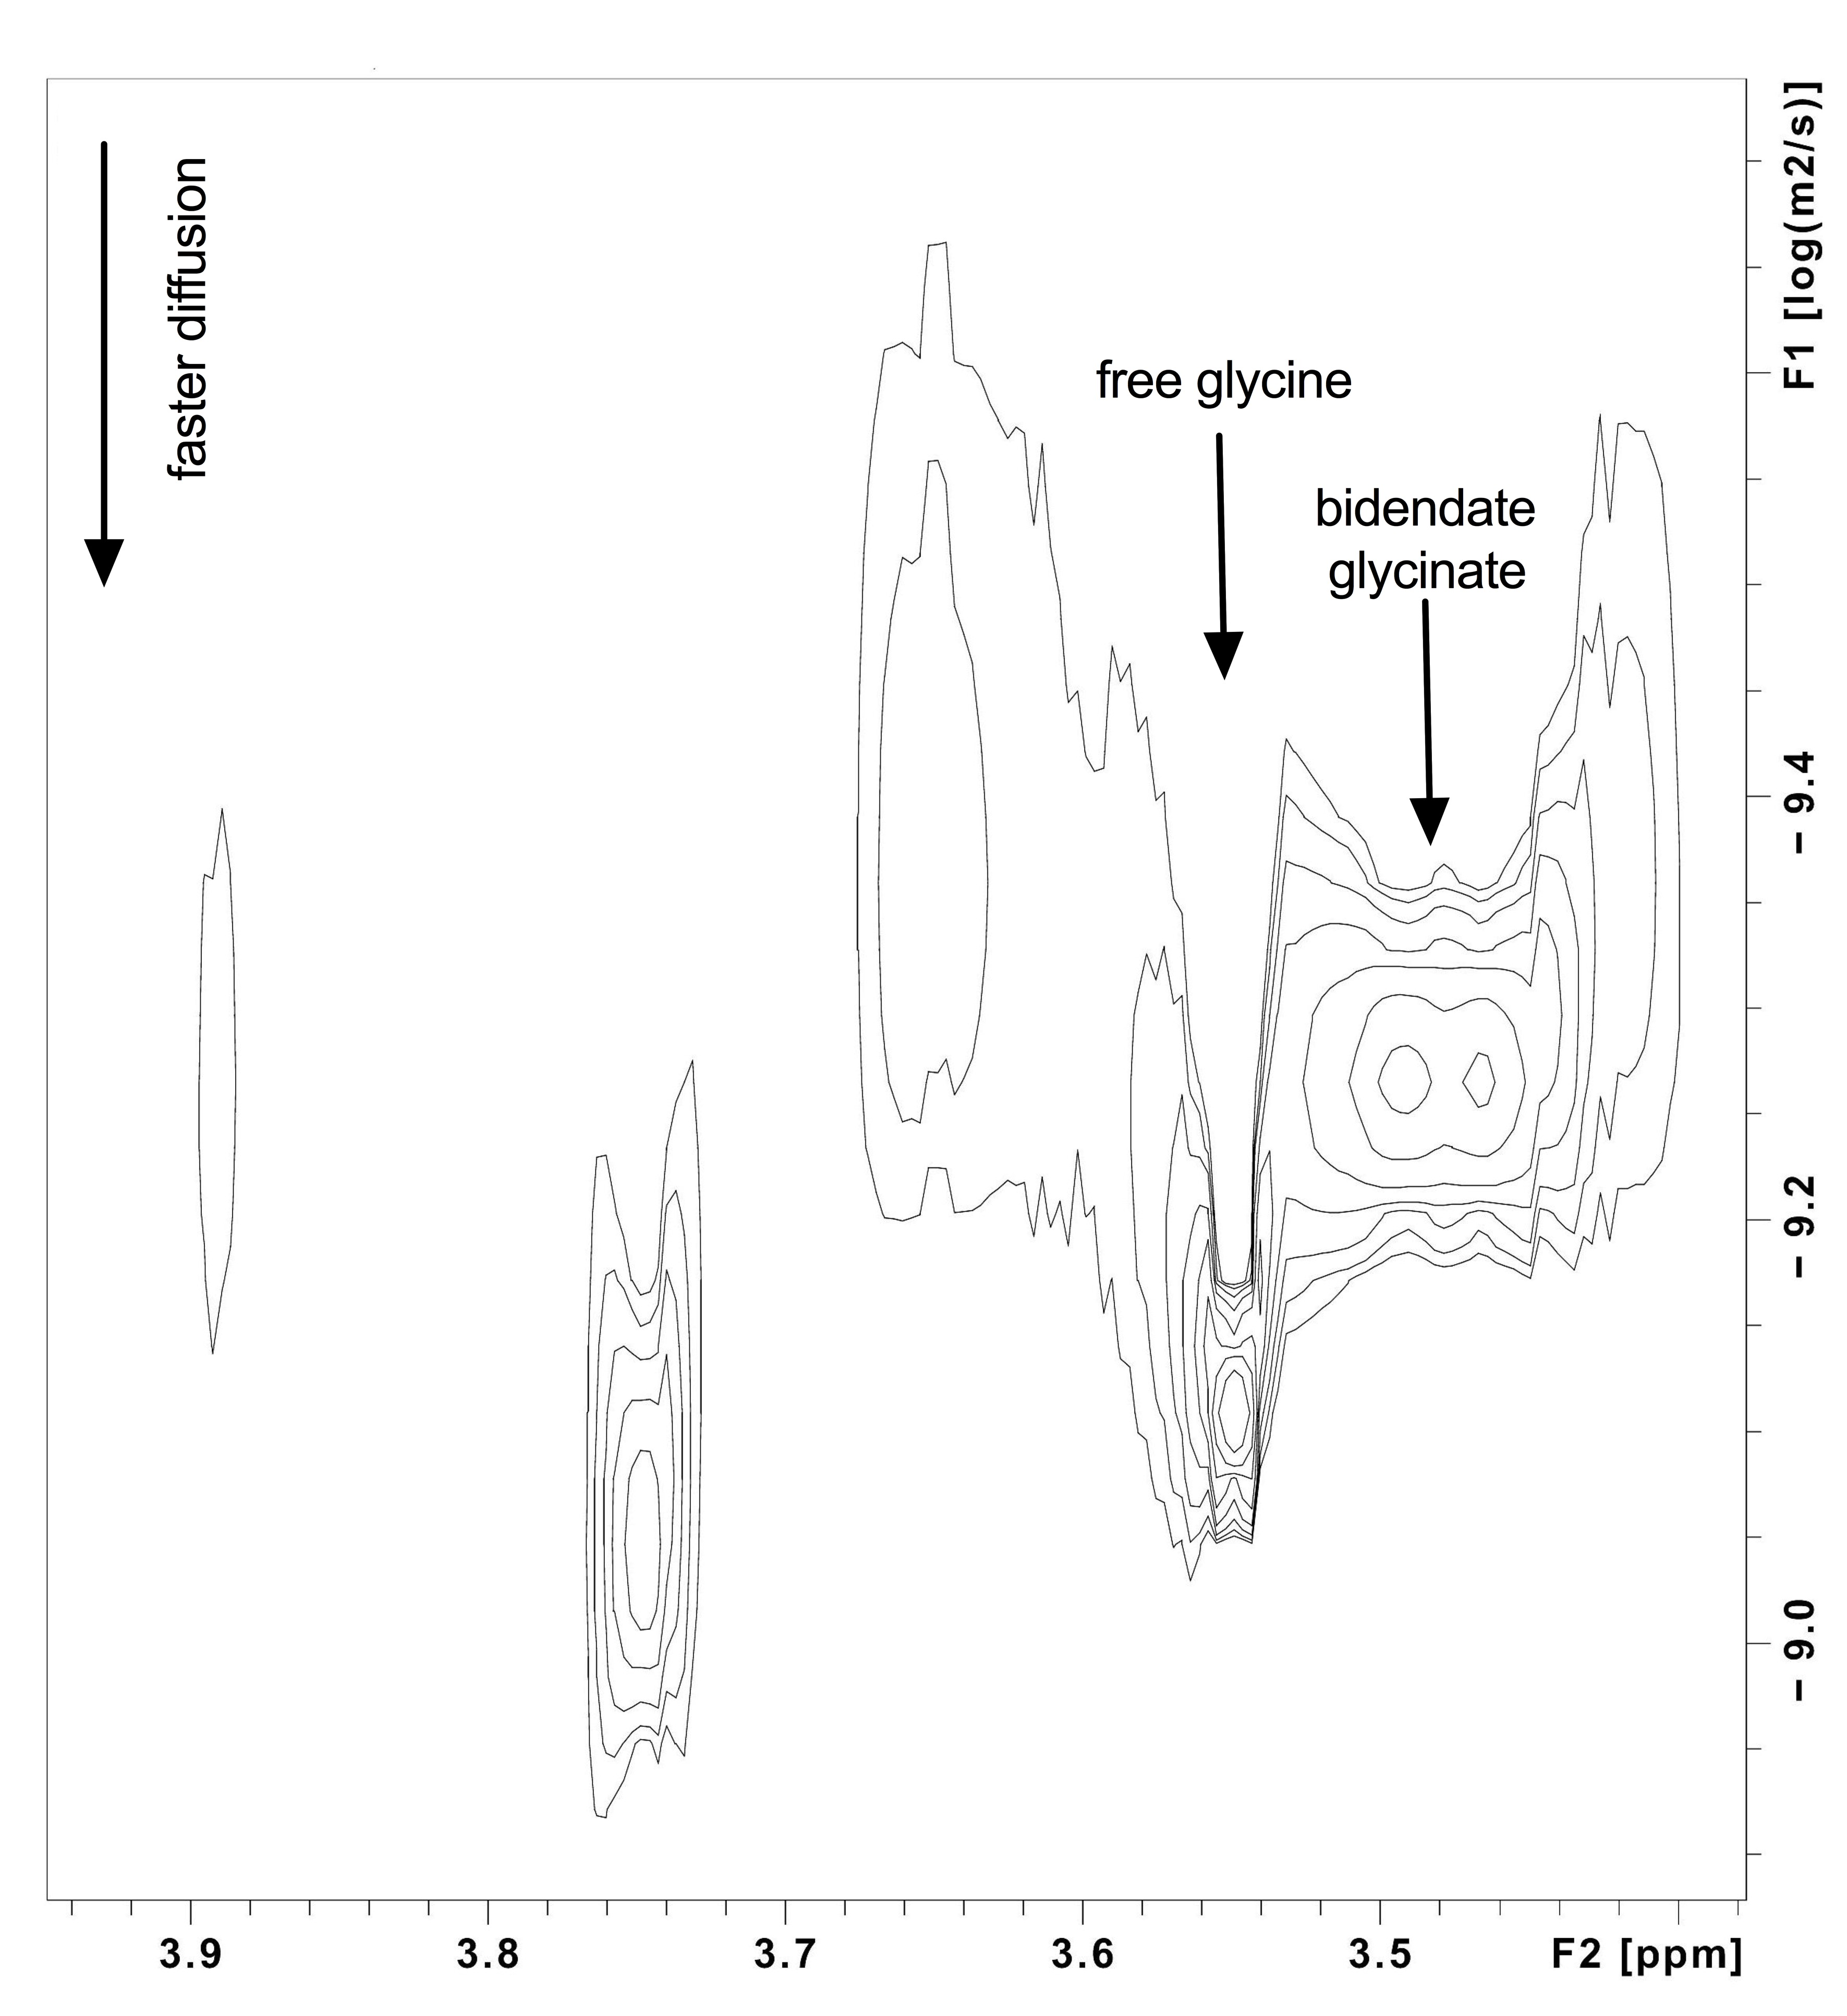 faster diffusion
free glycine
bidendate
glycinate
F1 [log(m2/s)]
– 9.4
– 9.2
– 9.0
3.9 3.8 3.7 3.6 3.5 F2 [ppm]